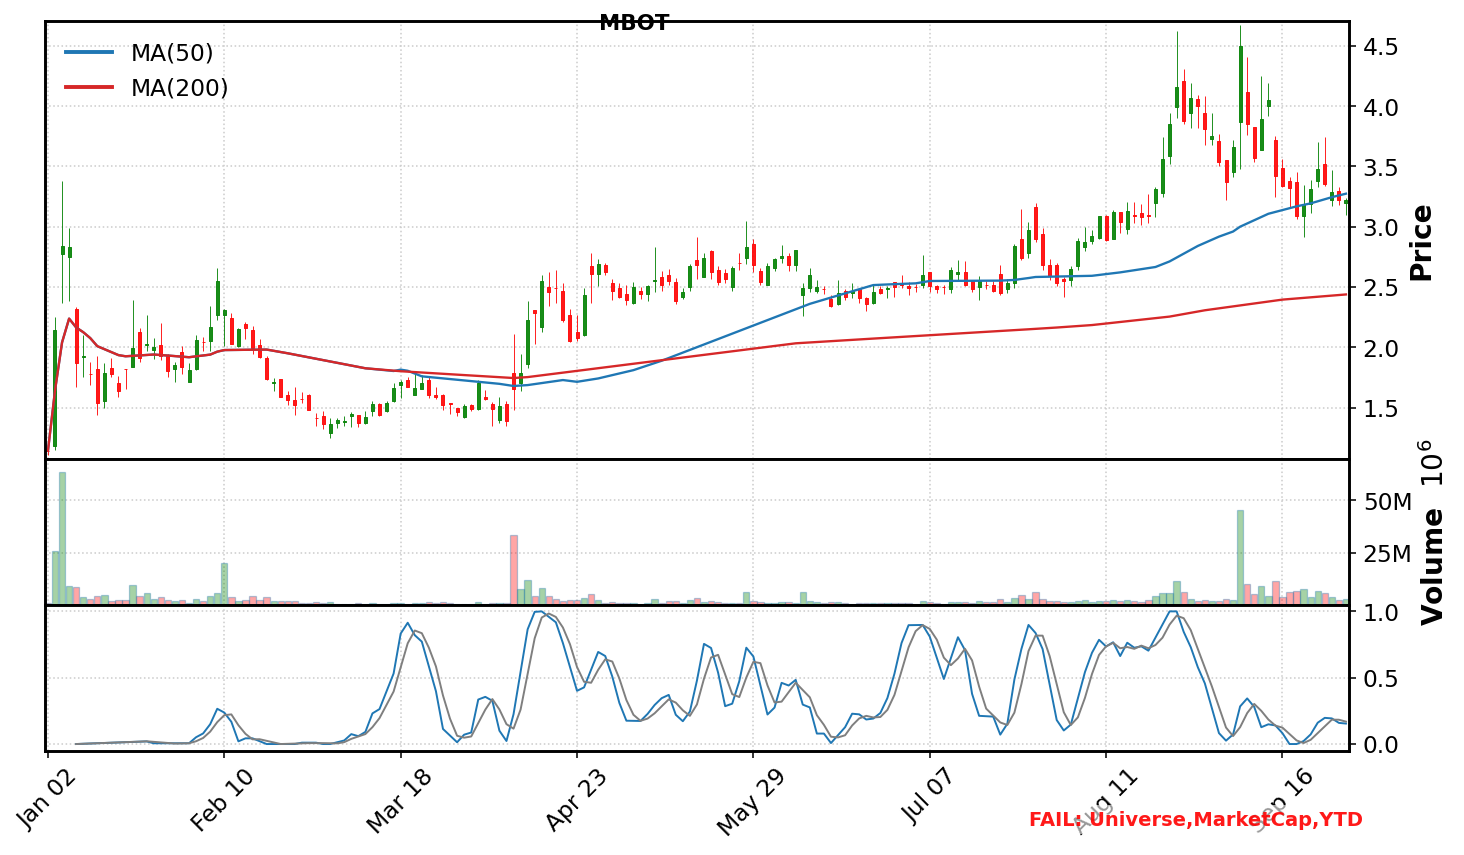 MBOT
MA(50)
MA(200)
4.5
4.0
3.5
3.0
2.5
2.0
1.5
Price
50M
25M
Volume 10⁶
1.0
0.5
0.0
Jan 02
Feb 10
Mar 18
Apr 23
May 29
Jul 07
Aug 11
Sep 16
FAIL: Universe,MarketCap,YTD